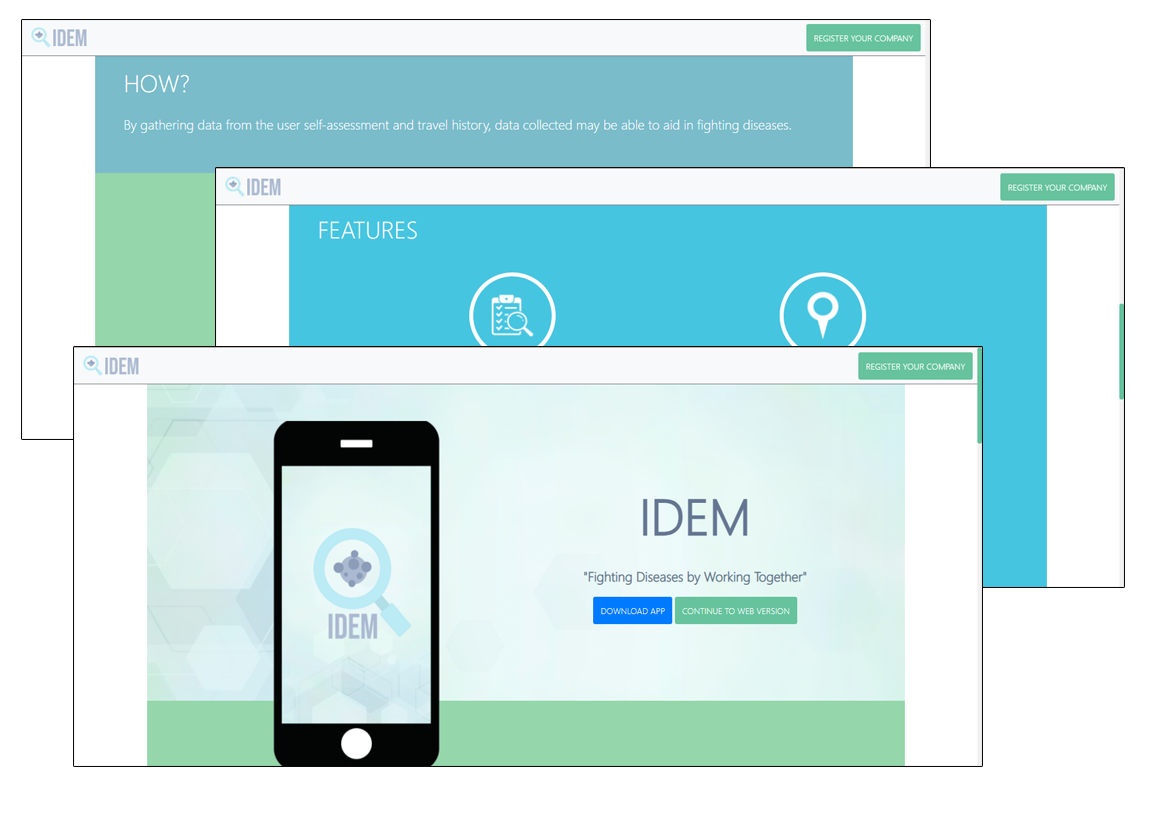 IDEM
REGISTER YOUR COMPANY
HOW?
By gathering data from the user self-assessment and travel history, data collected may be able to aid in fighting diseases.
IDEM
REGISTER YOUR COMPANY
FEATURES
IDEM
REGISTER YOUR COMPANY
IDEM
"Fighting Diseases by Working Together"
DOWNLOAD APP
CONTINUE TO WEB VERSION
IDEM